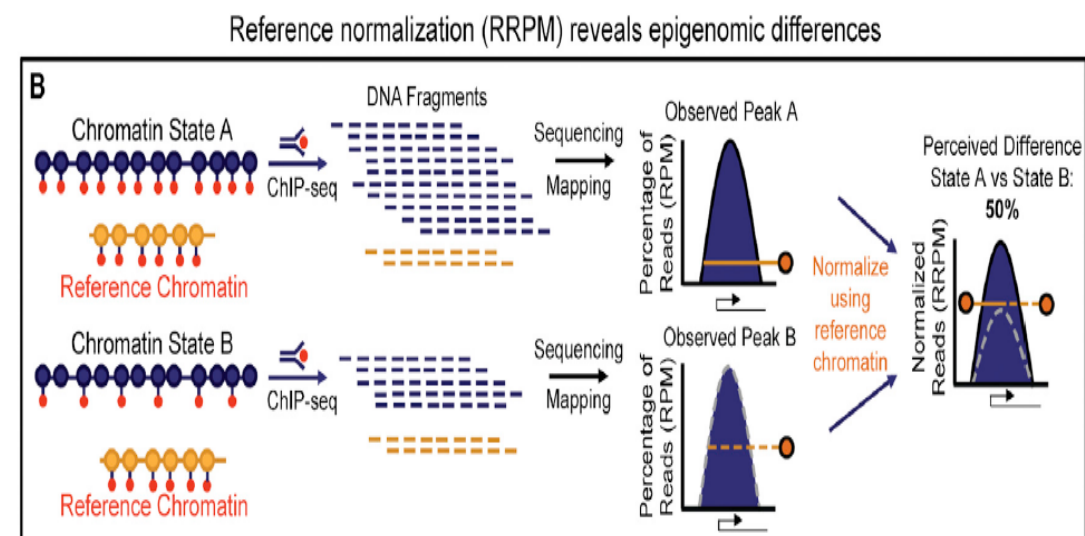 Reference normalization (RRPM) reveals epigenomic differences
B
Chromatin State A
ChIP-seq
Reference Chromatin
DNA Fragments
Sequencing
Mapping
Observed Peak A
Percentage of
Reads (RPM)
Chromatin State B
ChIP-seq
Reference Chromatin
Sequencing
Mapping
Observed Peak B
Percentage of
Reads (RPM)
Normalize
using
reference
chromatin
Perceived Difference
State A vs State B:
50%
Normalized
Reads (RRPM)